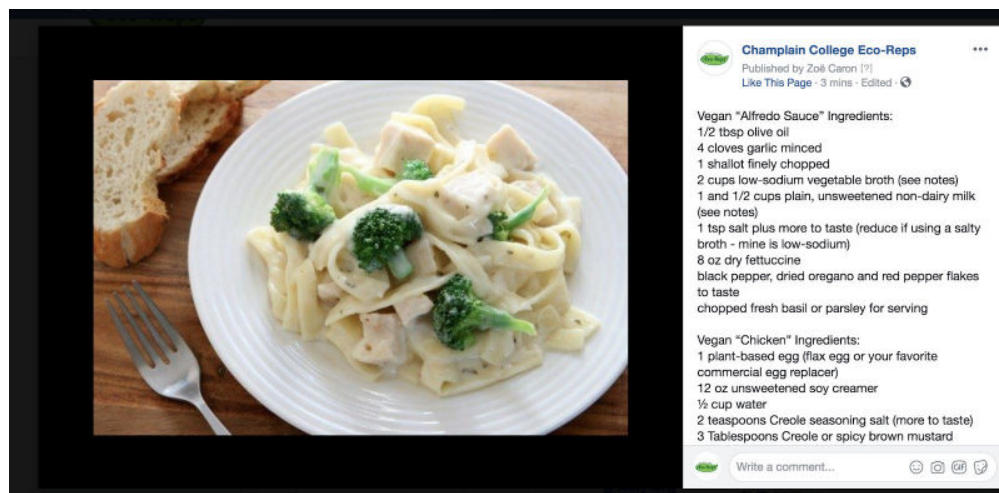 Champlain College Eco-Reps
Published by Zoë Caron [?]
Like This Page · 3 mins · Edited ·
Vegan “Alfredo Sauce” Ingredients:
1/2 tbsp olive oil
4 cloves garlic minced
1 shallot finely chopped
2 cups low-sodium vegetable broth (see notes)
1 and 1/2 cups plain, unsweetened non-dairy milk
(see notes)
1 tsp salt plus more to taste (reduce if using a salty
broth - mine is low-sodium)
8 oz dry fettuccine
black pepper, dried oregano and red pepper flakes
to taste
chopped fresh basil or parsley for serving
Vegan “Chicken” Ingredients:
1 plant-based egg (flax egg or your favorite
commercial egg replacer)
12 oz unsweetened soy creamer
½ cup water
2 teaspoons Creole seasoning salt (more to taste)
3 Tablespoons Creole or spicy brown mustard
Eco-Reps
Write a comment...
GIF